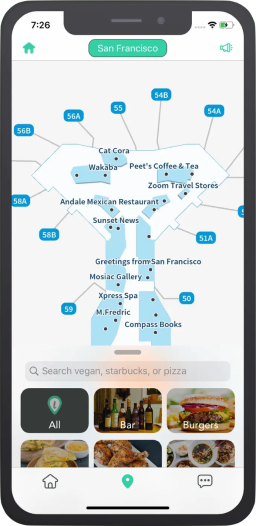 7:26
San Francisco
54B
55
54A
56A
56B
Cat Cora
Wakaba
Peet's Coffee & Tea
Zoom Travel Stores
58A
Andale Mexican Restaurant
Sunset News
58B
51A
Greetings from San Francisco
Mosiac Gallery
Xpress Spa
50
59
M.Fredric
Compass Books
Search vegan, starbucks, or pizza
All
Bar
Burgers